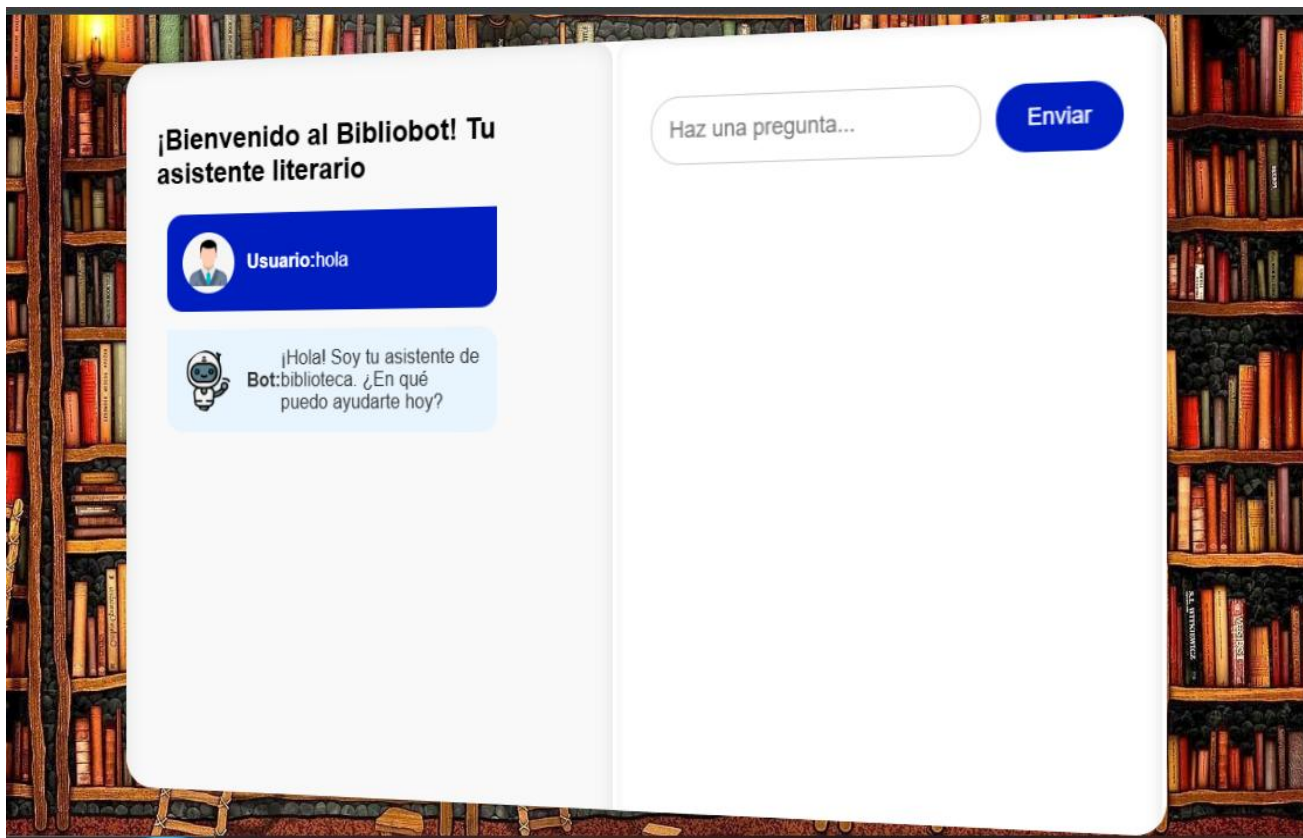 ¡Bienvenido al Bibliobot! Tu
asistente literario
Usuario:hola
Bot:
¡Hola! Soy tu asistente de
biblioteca. ¿En qué
puedo ayudarte hoy?
Haz una pregunta...
Enviar